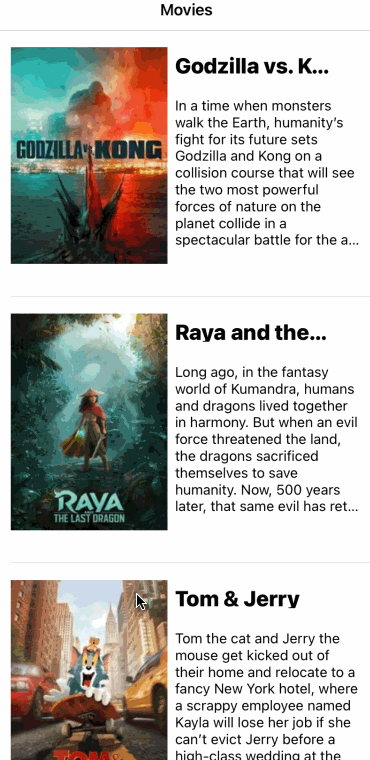 Movies
GODZILLA vs. KONG
Godzilla vs. K...
In a time when monsters
walk the Earth, humanity’s
fight for its future sets
Godzilla and Kong on a
collision course that will see
the two most powerful
forces of nature on the
planet collide in a
spectacular battle for the a...
RAYA
AND
THE LAST DRAGON
Raya and the...
Long ago, in the fantasy
world of Kumandra, humans
and dragons lived together
in harmony. But when an evil
force threatened the land,
the dragons sacrificed
themselves to save
humanity. Now, 500 years
later, that same evil has ret...
TOM
Tom & Jerry
Tom the cat and Jerry the
mouse get kicked out of
their home and relocate to a
fancy New York hotel, where
a scrappy employee named
Kayla will lose her job if she
can’t evict Jerry before a
high-class wedding at the